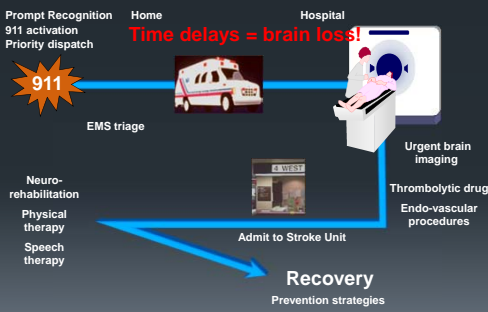 Prompt Recognition
911 activation
Priority dispatch
Home
Hospital
Time delays = brain loss!
911
EMS triage
Urgent brain
imaging
Thrombolytic drug
Endo-vascular
procedures
4 WEST
Admit to Stroke Unit
Neuro-
rehabilitation
Physical
therapy
Speech
therapy
Recovery
Prevention strategies